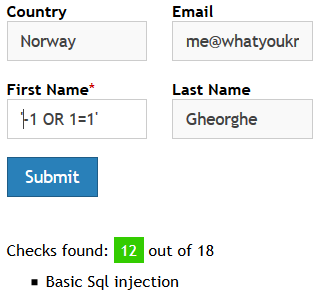 Country Email
Norway me@whatyoukr
First Name* Last Name
'-1 OR 1=1' Gheorghe
Submit
Checks found: 12 out of 18
Basic Sql injection